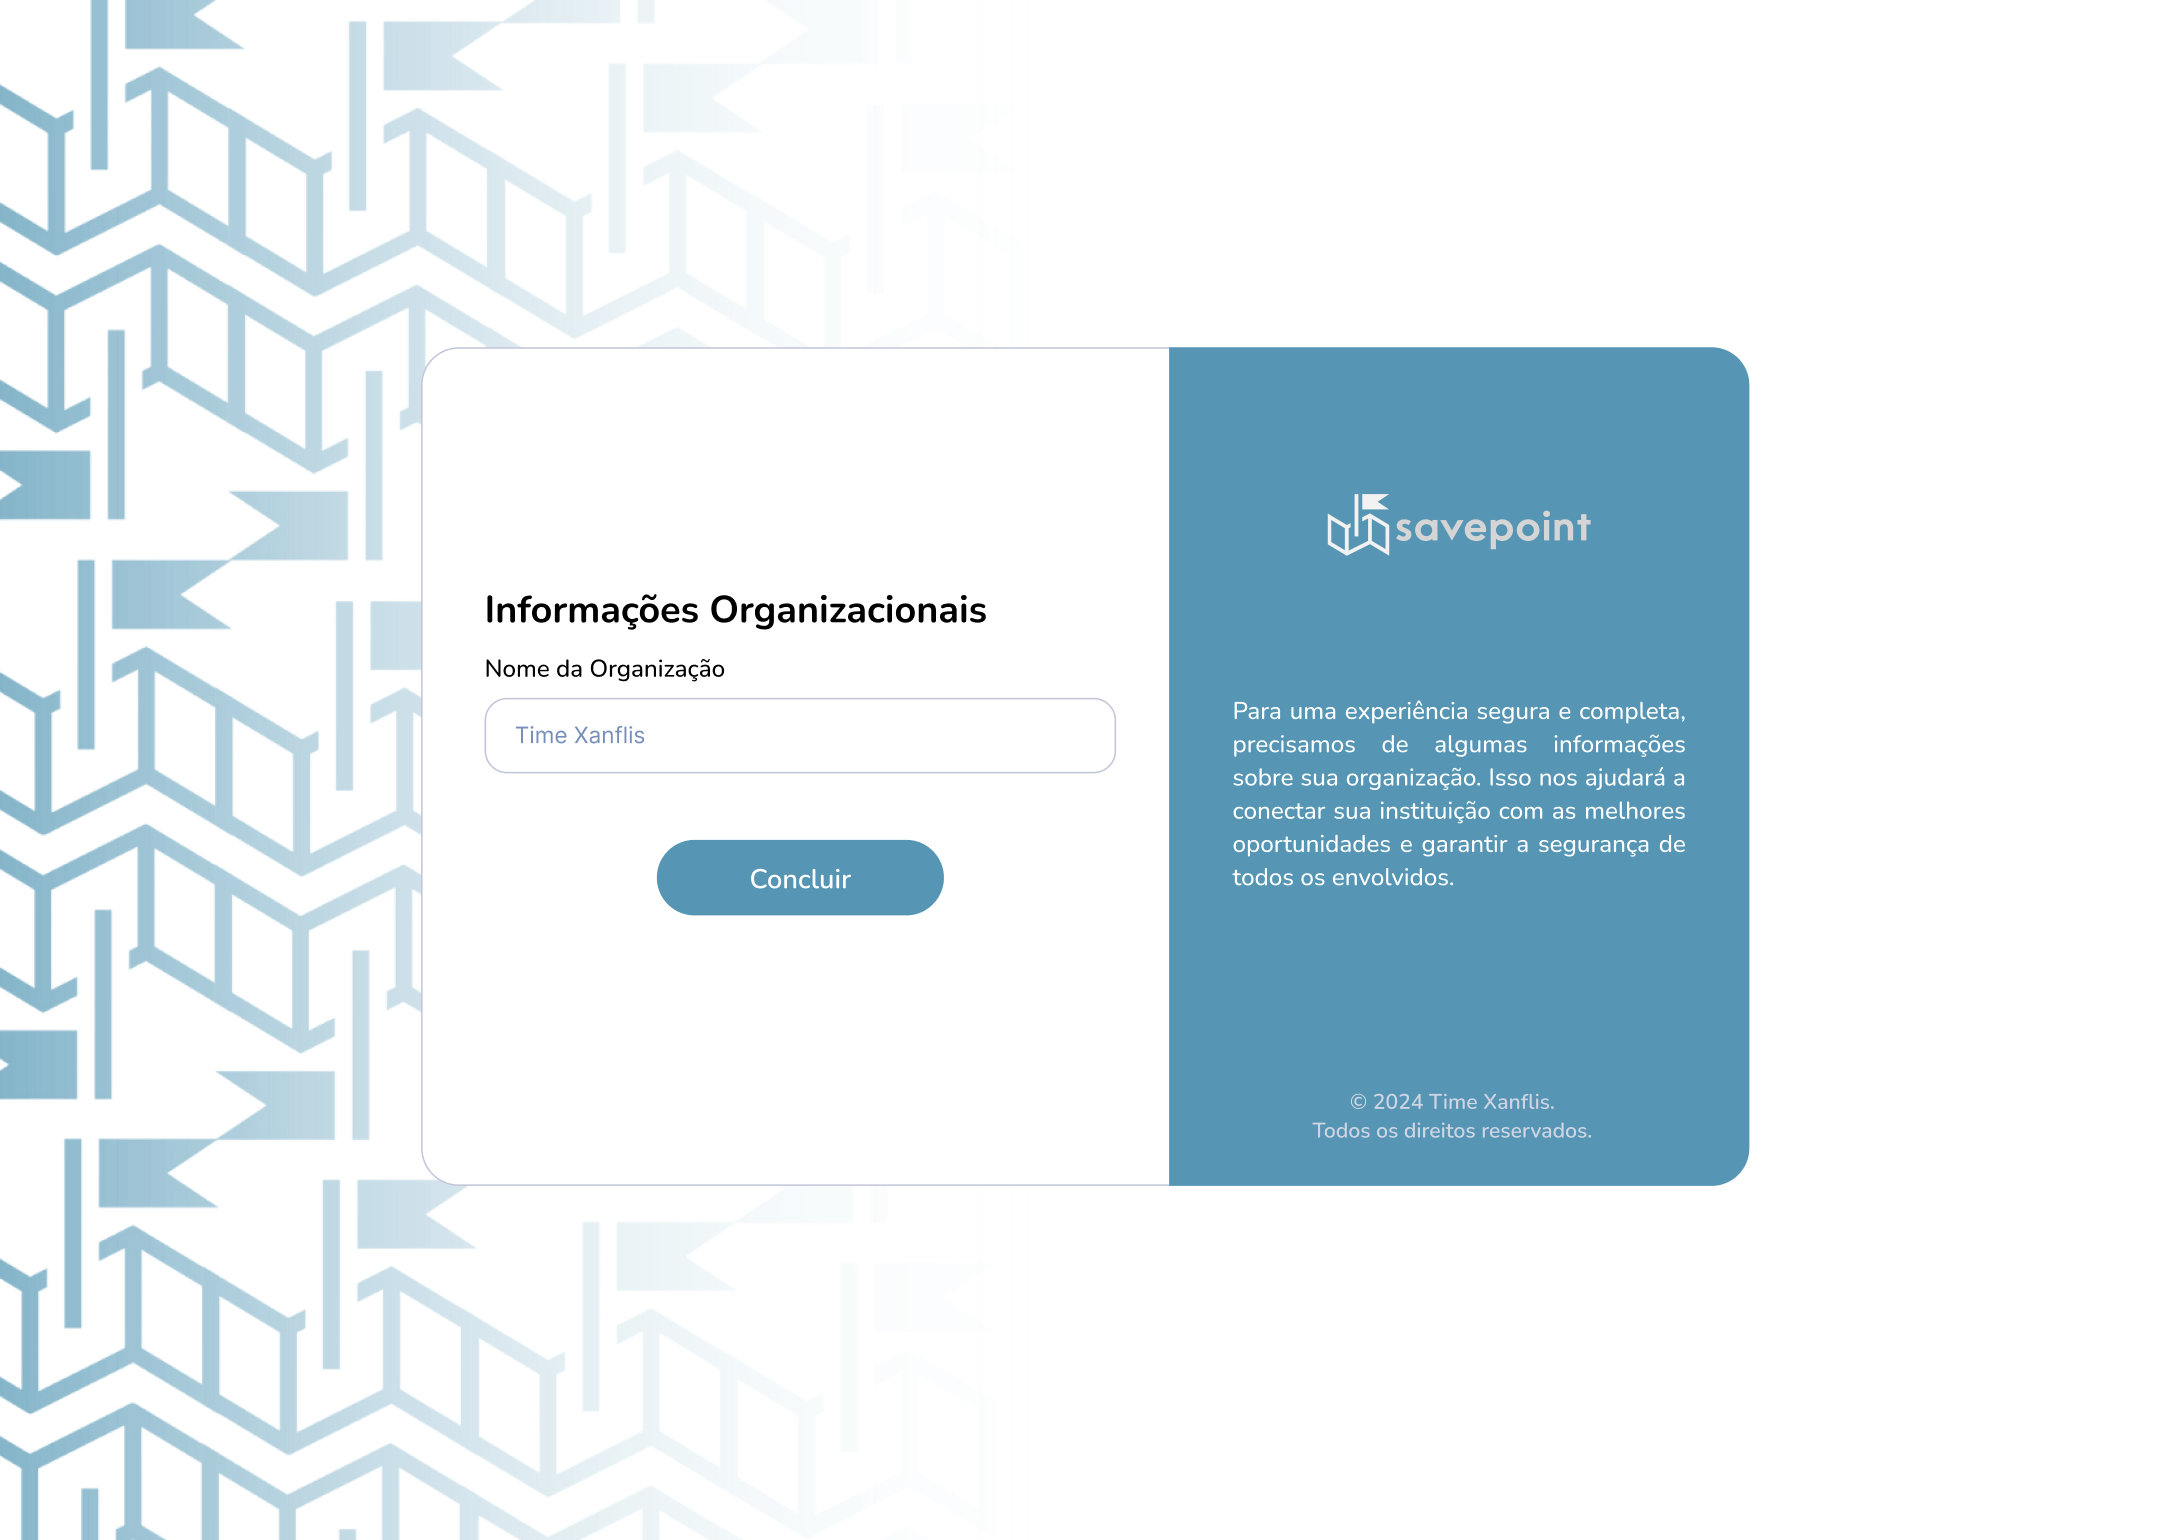 Informações Organizacionais
Nome da Organização
Time Xanflis
Concluir
savepoint
Para uma experiência segura e completa,
precisamos de algumas informações
sobre sua organização. Isso nos ajudará a
conectar sua instituição com as melhores
oportunidades e garantir a segurança de
todos os envolvidos.
© 2024 Time Xanflis.
Todos os direitos reservados.